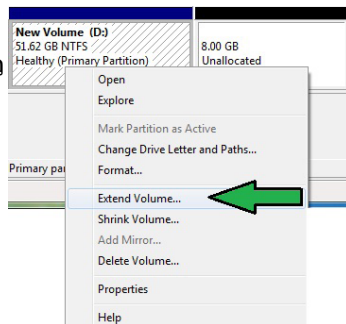 New Volume (D:)
51.62 GB NTFS
Healthy (Primary Partition)
8.00 GB
Unallocated
Open
Explore
Mark Partition as Active
Change Drive Letter and Paths...
Format...
Primary par
Extend Volume...
Shrink Volume...
Add Mirror...
Delete Volume...
Properties
Help